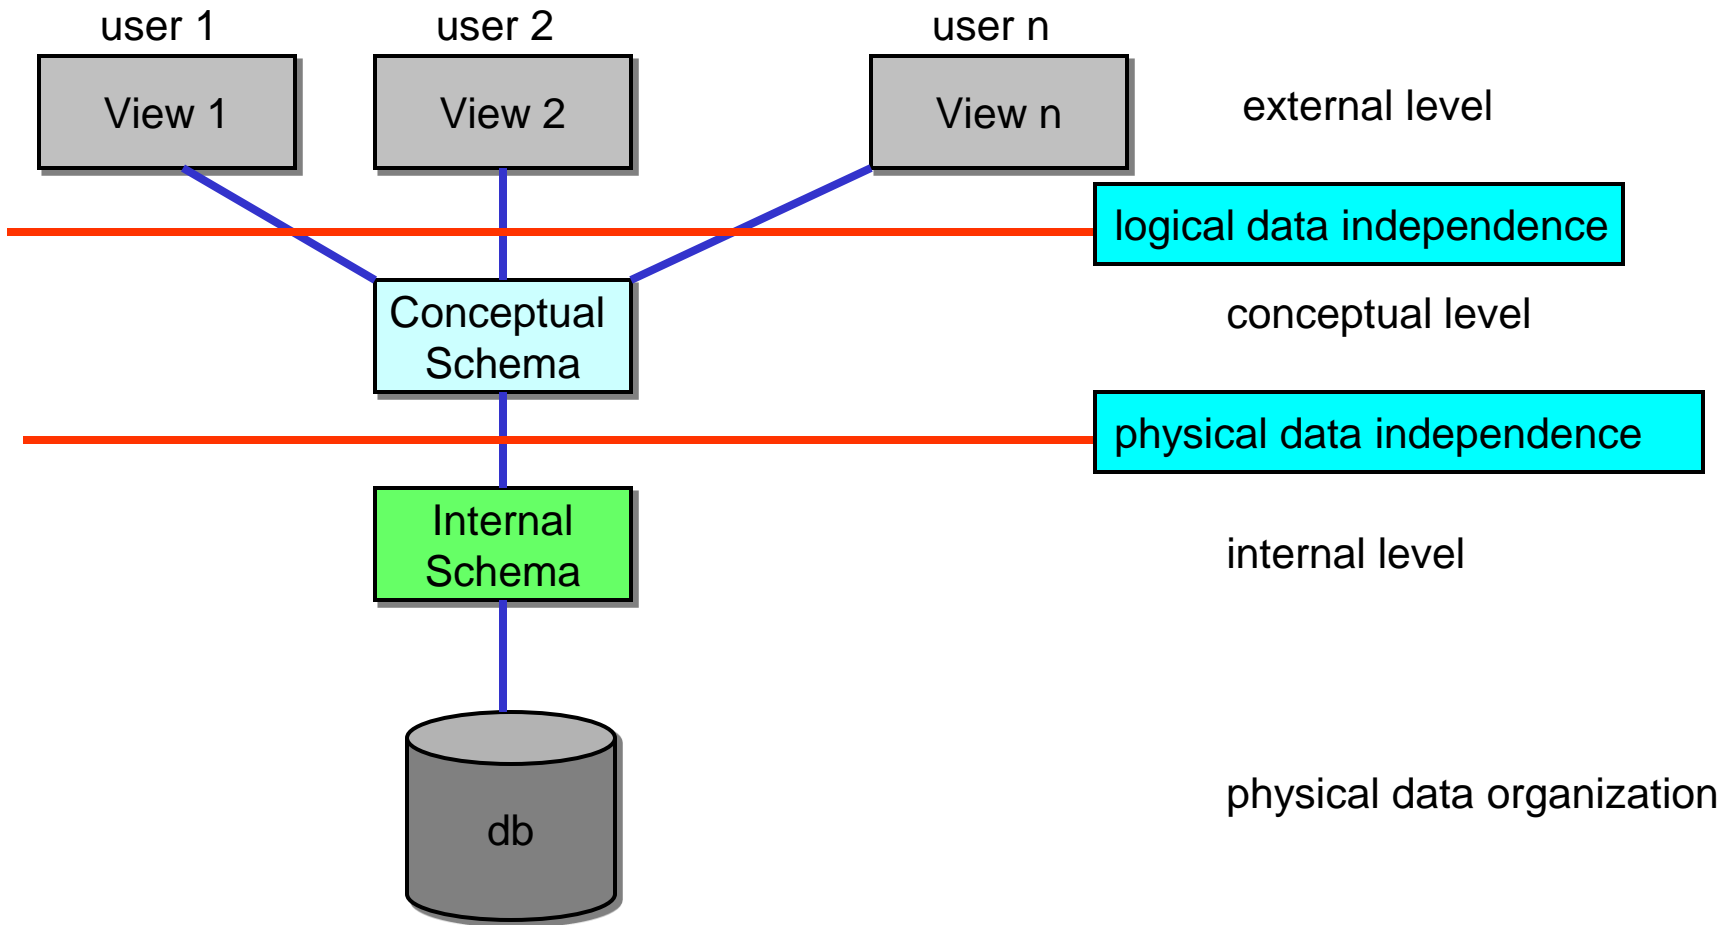 user 1
user 2
user n
View 1
View 2
View n
external level
logical data independence
Conceptual
Schema
conceptual level
physical data independence
Internal
Schema
internal level
physical data organization
db